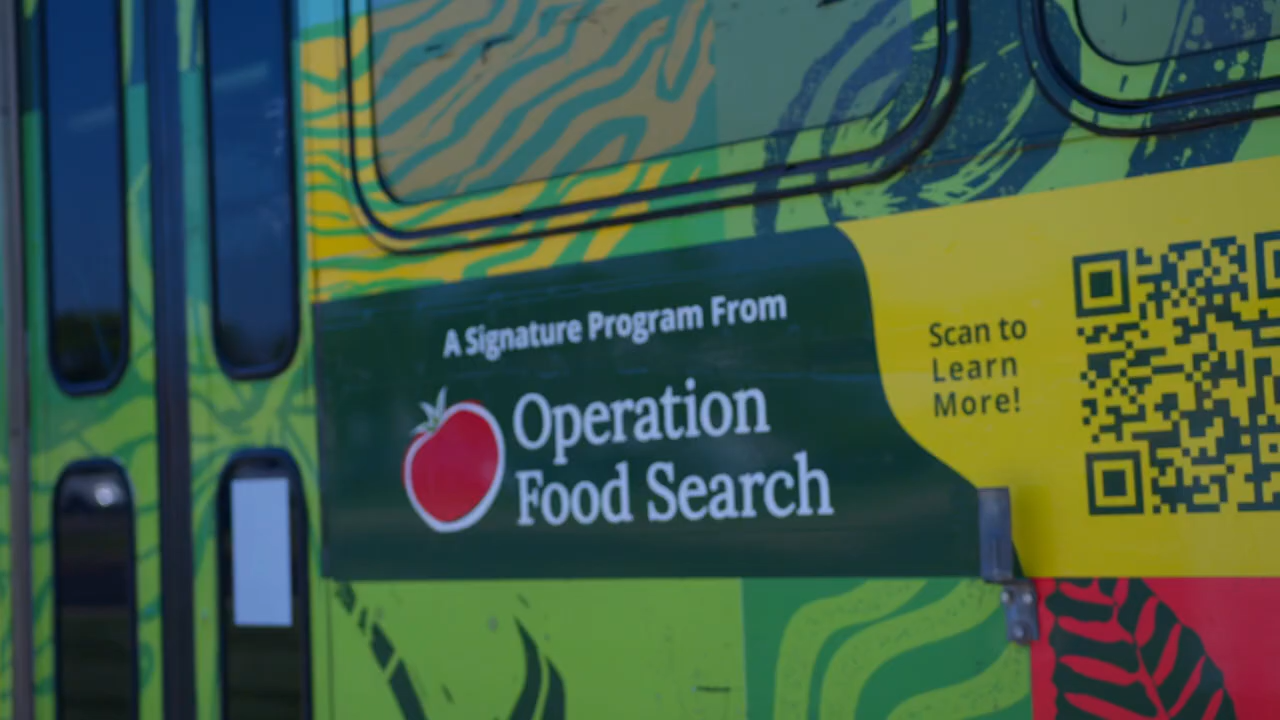 A Signature Program From
Operation
Food Search
Scan to
Learn
More!